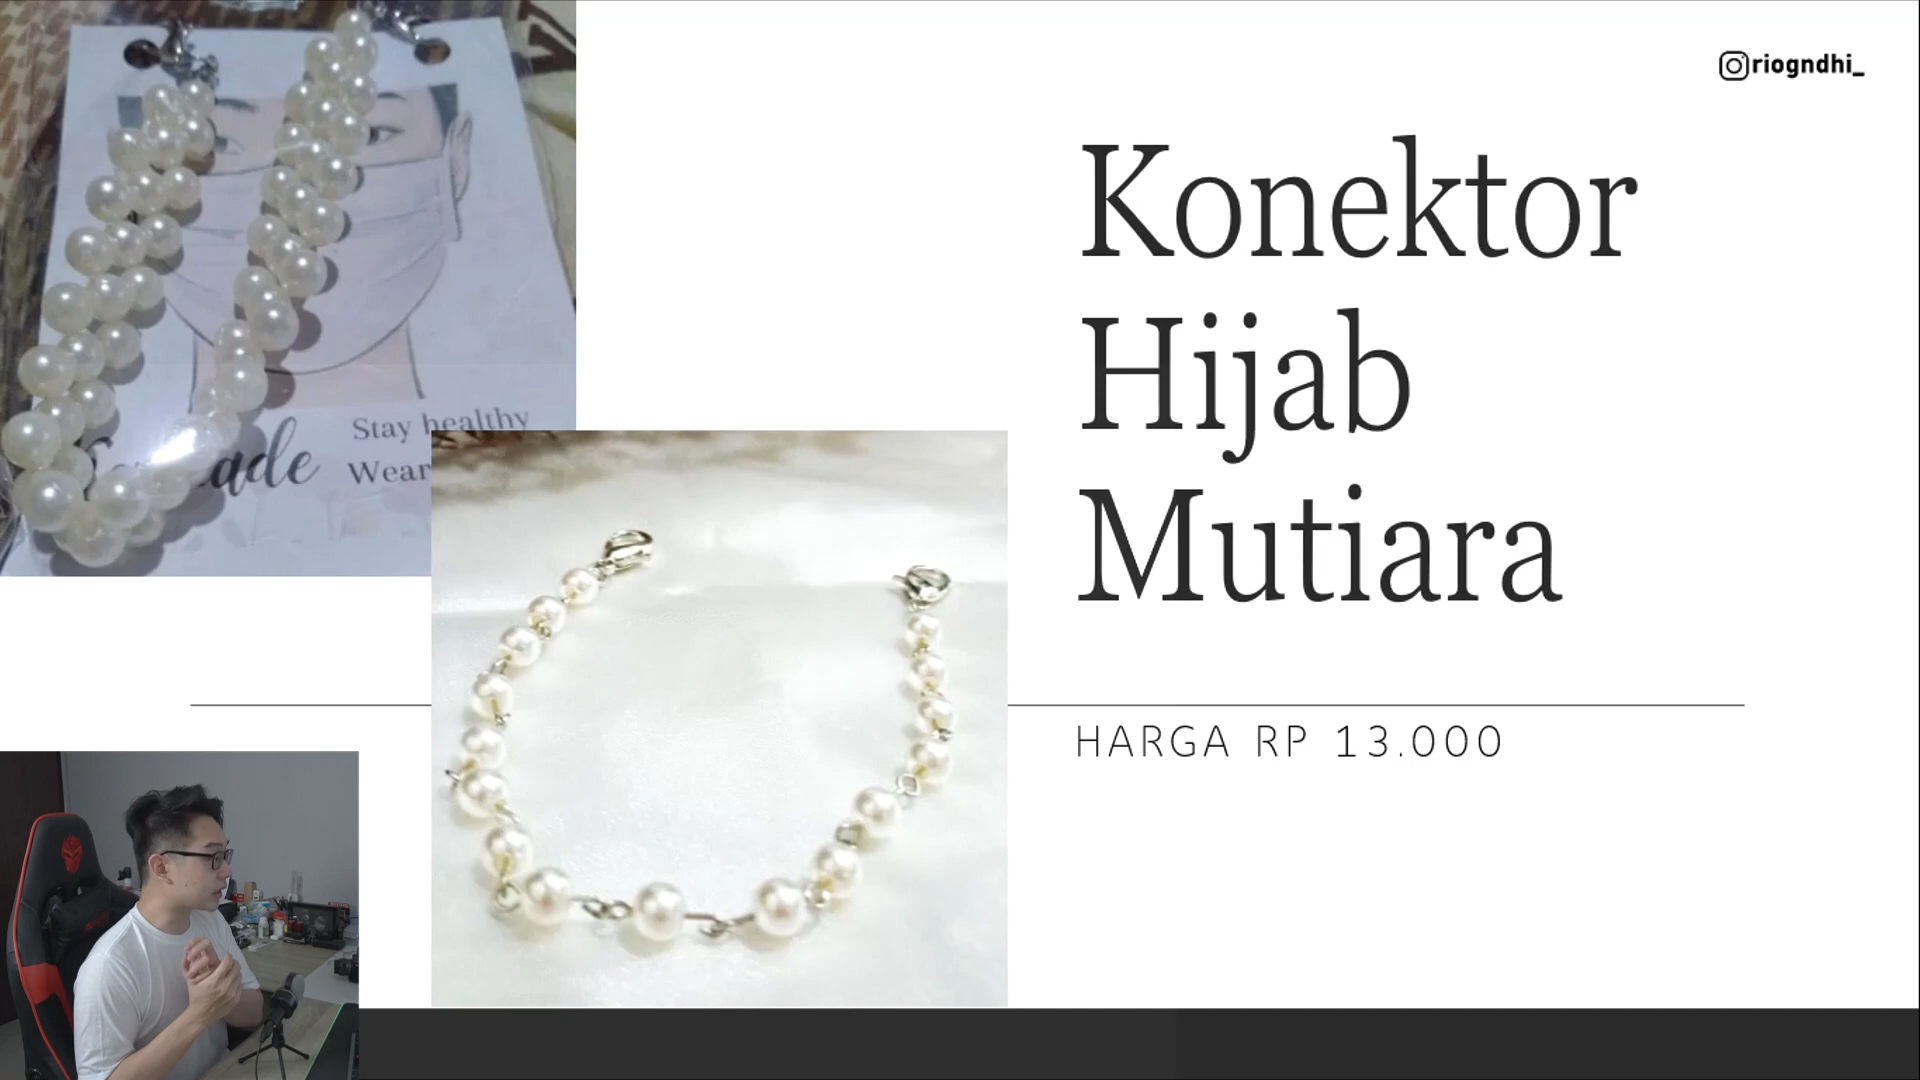 riogndhi_
Konektor
Hijab
Mutiara
HARGA RP 13.000
Stay healthy
Wear